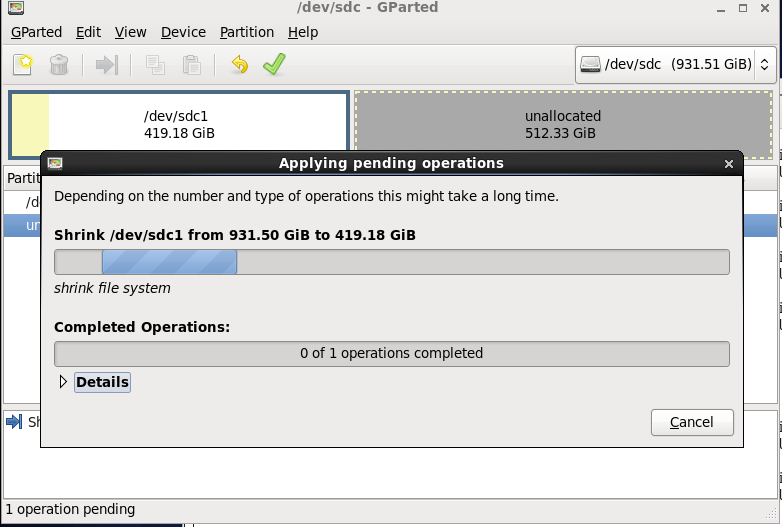 /dev/sdc - GParted
GParted Edit View Device Partition Help
/dev/sdc (931.51 GiB)
/dev/sdc1
419.18 GiB
unallocated
512.33 GiB
Applying pending operations
Depending on the number and type of operations this might take a long time.
Shrink /dev/sdc1 from 931.50 GiB to 419.18 GiB
shrink file system
Completed Operations:
0 of 1 operations completed
Details
Cancel
1 operation pending